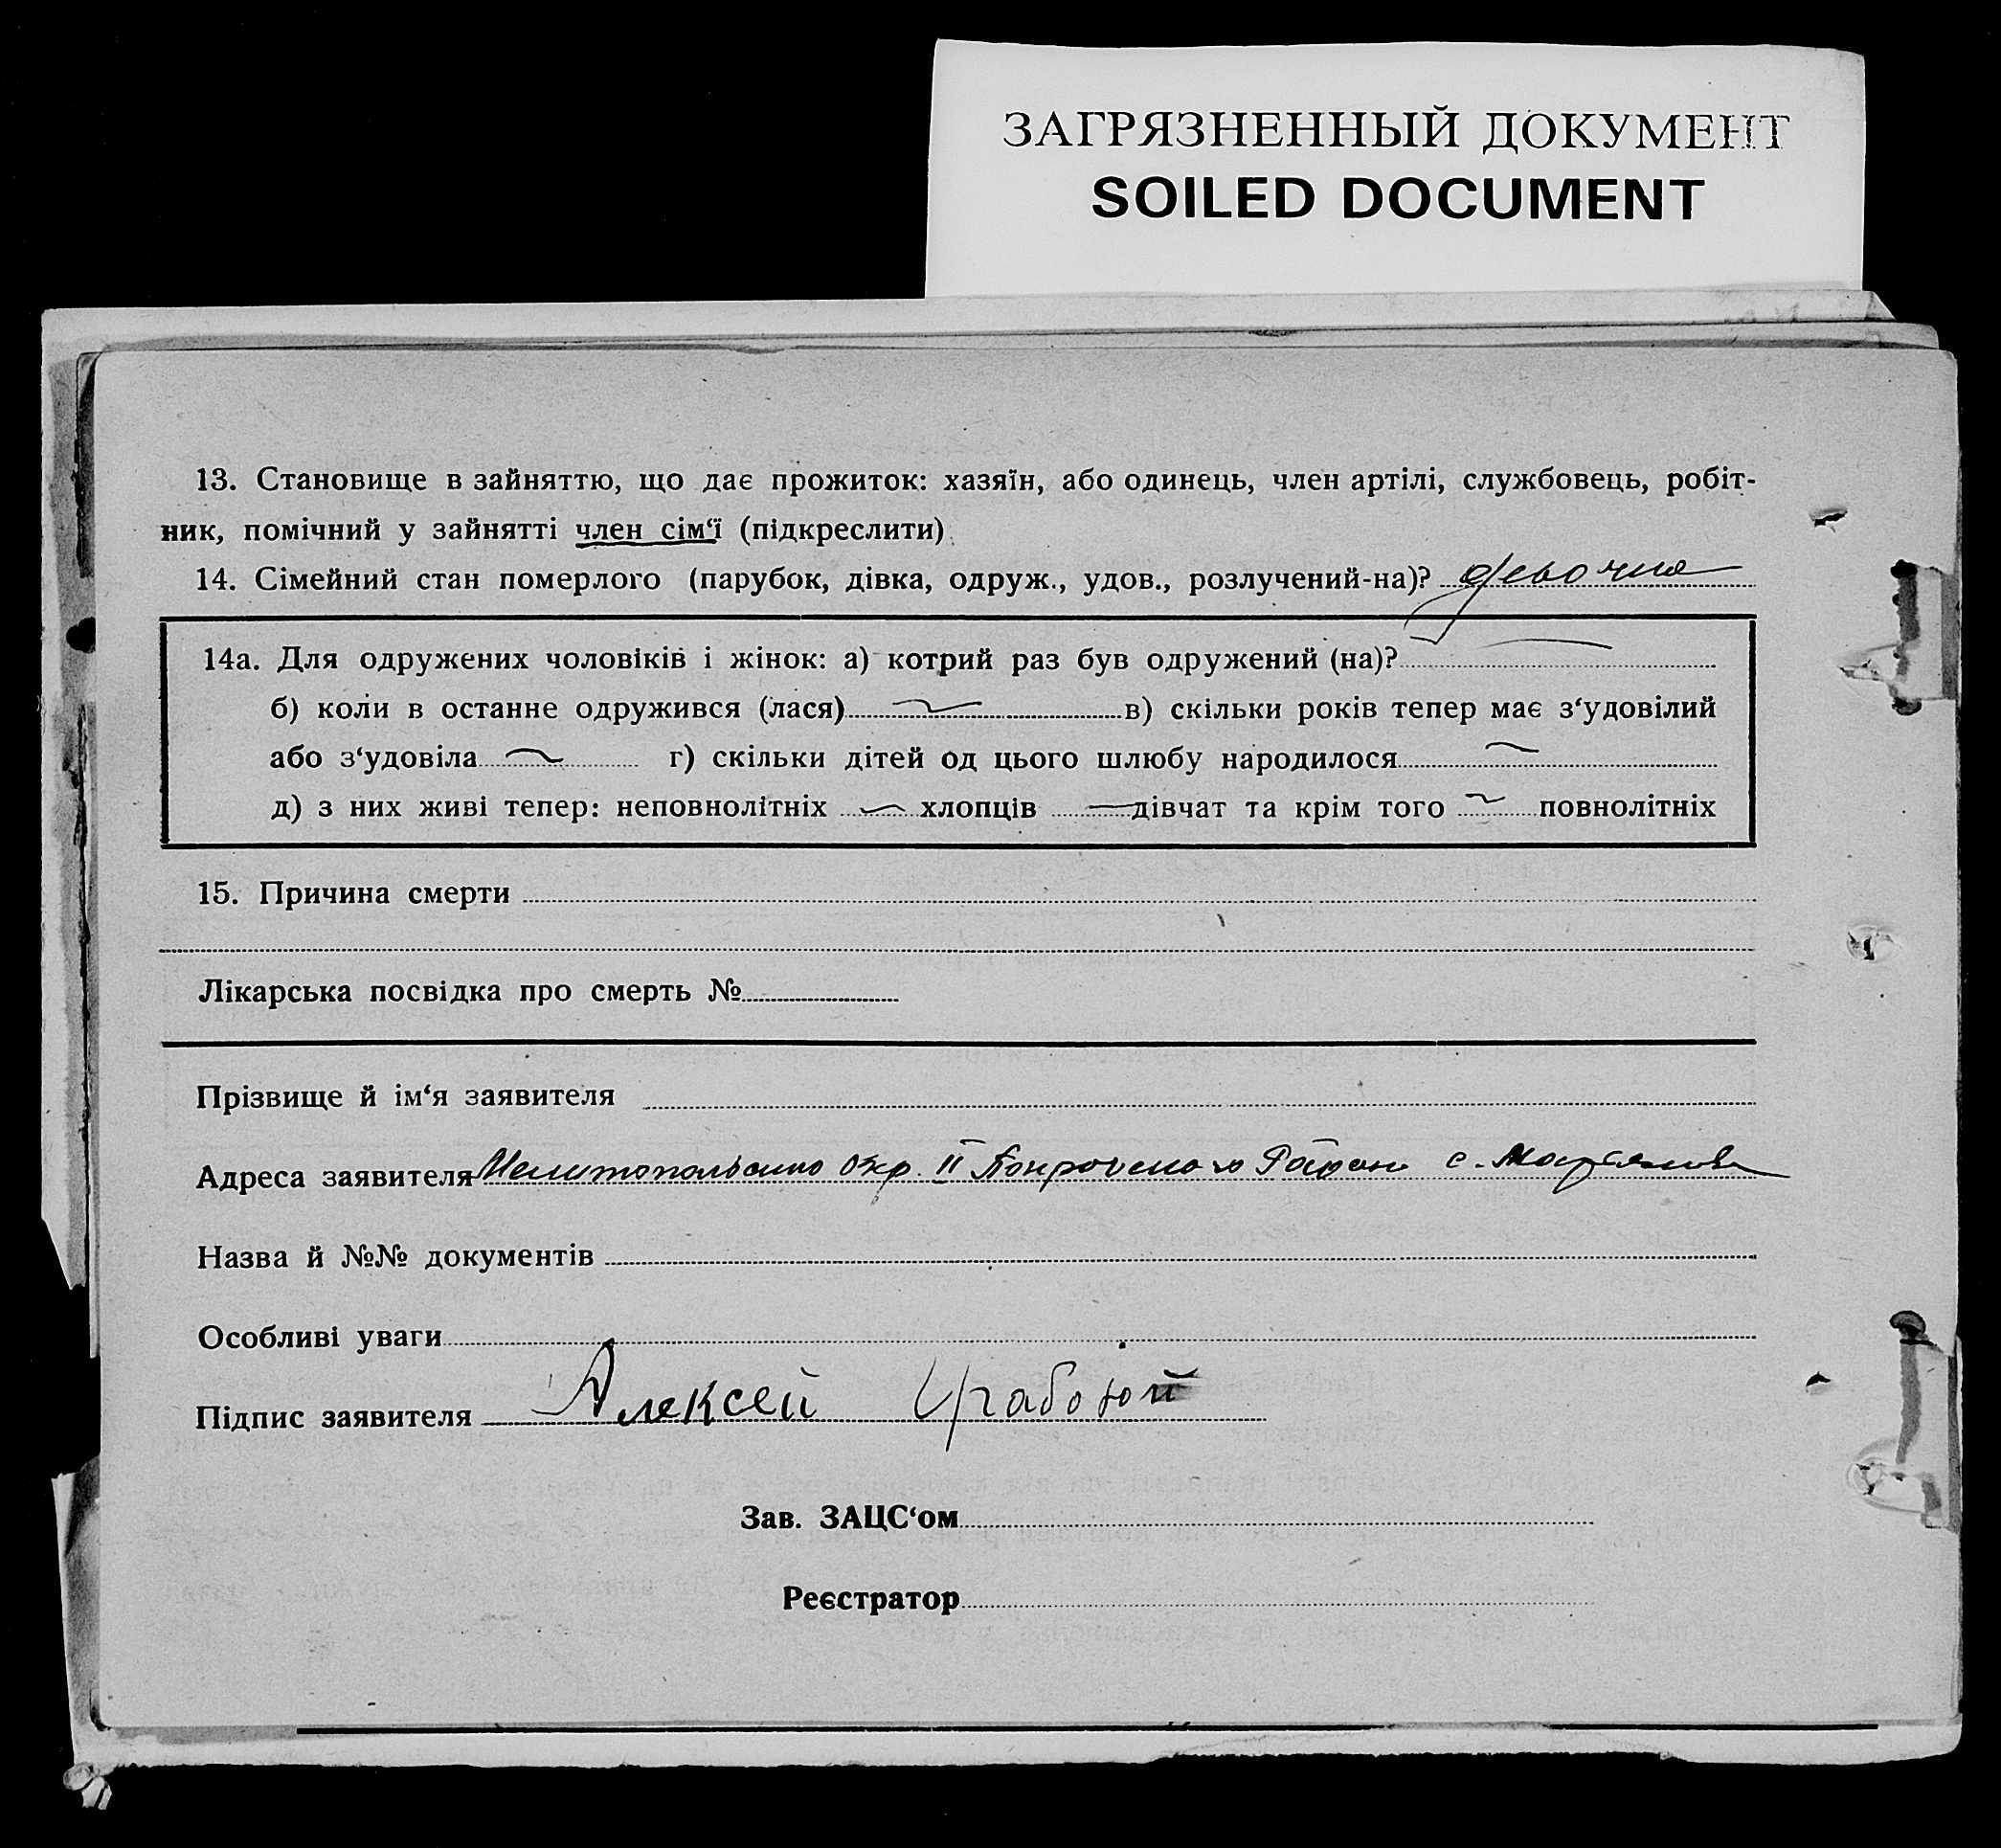 ЗАГРЯЗНЕННЫЙ ДОКУМЕНТ
SOILED DOCUMENT
13. Становище в зайняттю, що дає прожиток: хазяїн, або одинець, член артілі, службовець, робіт-
ник, помічний у зайнятті член сім‘ї (підкреслити).
14. Сімейний стан померлого (парубок, дівка, одруж., удов., розлучений-на)? девочка
14а. Для одружених чоловіків і жінок: а) котрий раз був одружений (на)?
б) коли в останне одружився (лася) в) скільки років тепер має з‘удовілий
або з‘удовіла г) скільки дітей од цього шлюбу народилося
д) з них живі тепер: неповнолітніх хлопців дівчат та крім того повнолітніх
15. Причина смерти
Лікарська посвідка про смерть №
Прізвище й ім‘я заявителя
Адреса заявителя Окр. II Покровского с.
Назва й №№ документів
Особливі уваги
Підпис заявителя Алексей
Зав. ЗАЦС‘ом
Реєстратор